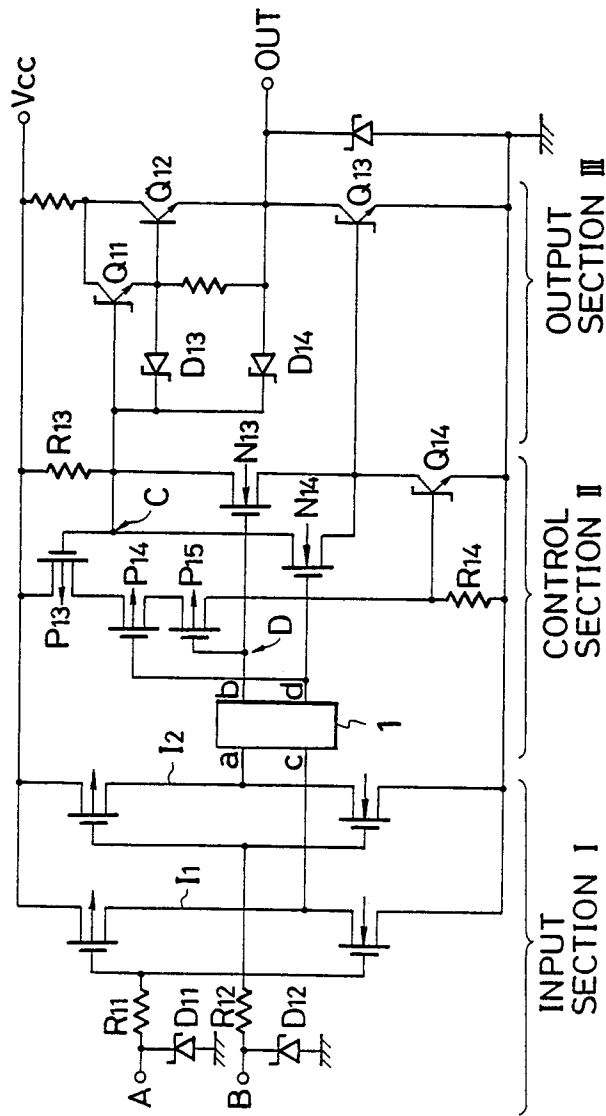 Vcc
OUT
Q12
Q11
Q13
D13
D14
R13
C
N13
N14
Q14
P13
P14
P15
R14
D
b
d
a
c
1
I2
I1
R11
D11
R12
D12
A
B
INPUT
SECTION I
CONTROL
SECTION II
OUTPUT
SECTION III